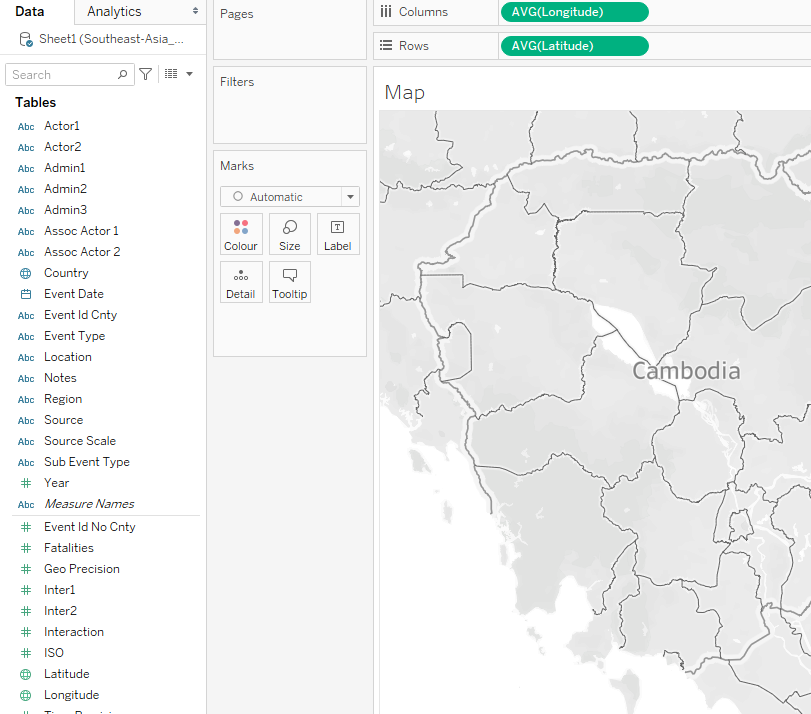 Data
Analytics
Sheet1 (Southeast-Asia_...
Search
Tables
Abc Actor1
Abc Actor2
Abc Admin1
Abc Admin2
Abc Admin3
Abc Assoc Actor 1
Abc Assoc Actor 2
Country
Event Date
Abc Event Id Cnty
Abc Event Type
Abc Location
Abc Notes
Abc Region
Abc Source
Abc Source Scale
Abc Sub Event Type
# Year
Abc Measure Names
# Event Id No Cnty
# Fatalities
# Geo Precision
# Inter1
# Inter2
# Interaction
# ISO
Latitude
Longitude
Pages
Filters
Marks
Automatic
Colour
Size
T
Label
Detail
Tooltip
Columns
AVG(Longitude)
Rows
AVG(Latitude)
Map
Cambodia